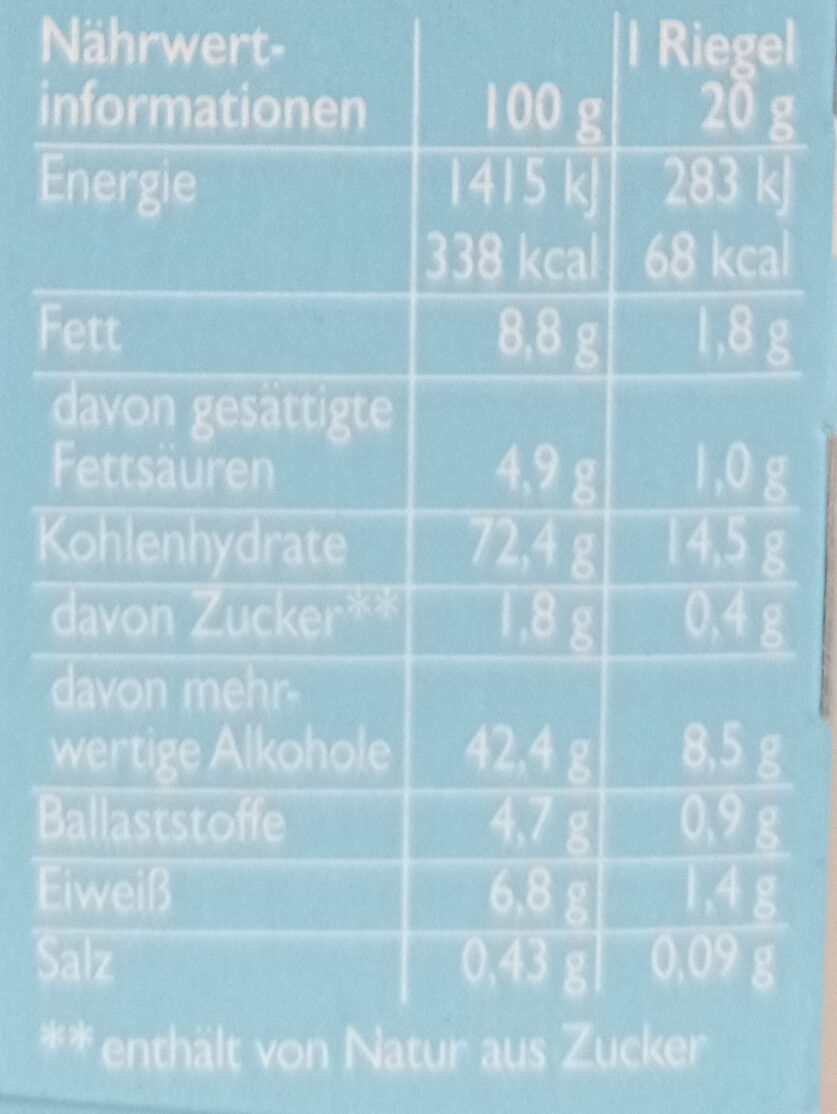 Nährwert- 1 Riegel
informationen 100 g 20 g
Energie 1415 kJ 283 kJ
338 kcal 68 kcal
Fett 8,8 g 1,8 g
davon gesättigte
Fettsäuren 4,9 g 1,0 g
Kohlenhydrate 72,4 g 14,5 g
davon Zucker** 1,8 g 0,4 g
davon mehr-
wertige Alkohole 42,4 g 8,5 g
Ballaststoffe 4,7 g 0,9 g
Eiweiß 6,8 g 1,4 g
Salz 0,43 g 0,09 g
** enthält von Natur aus Zucker